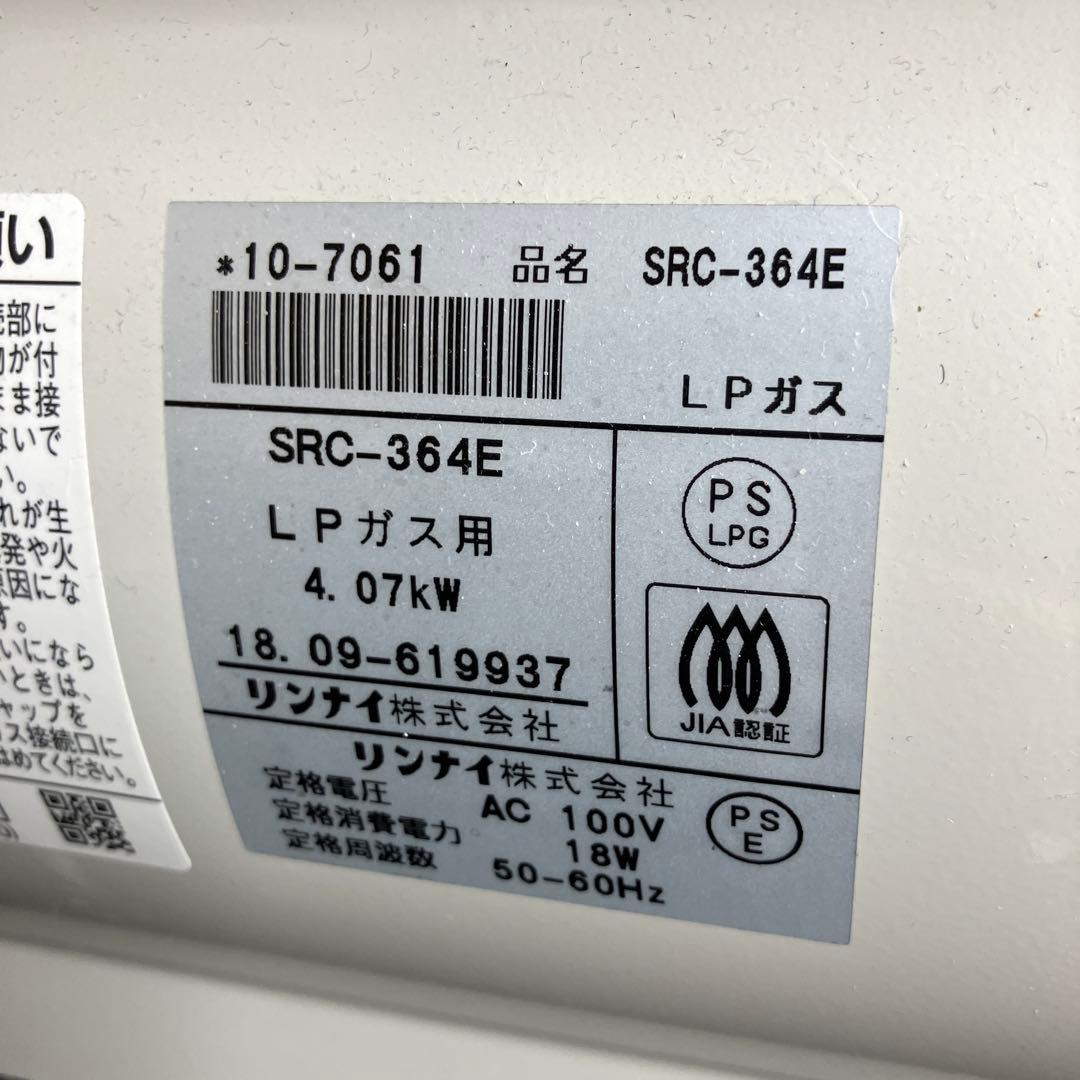 *10-7061 品名 SRC-364E
LPガス
SRC-364E
LPガス用
4.07kW
18.09-619937
リンナイ株式会社
PS
LPG
JIA認証
リンナイ株式会社
定格電圧 AC 100V
定格消費電力 18W
定格周波数 50-60Hz
PS
E
い
部に
が付
まま接
ないで
い。
れが生
発や火
原因にな
す。
いになら
いときは、
ャップを
ス接続口に
はめてください。